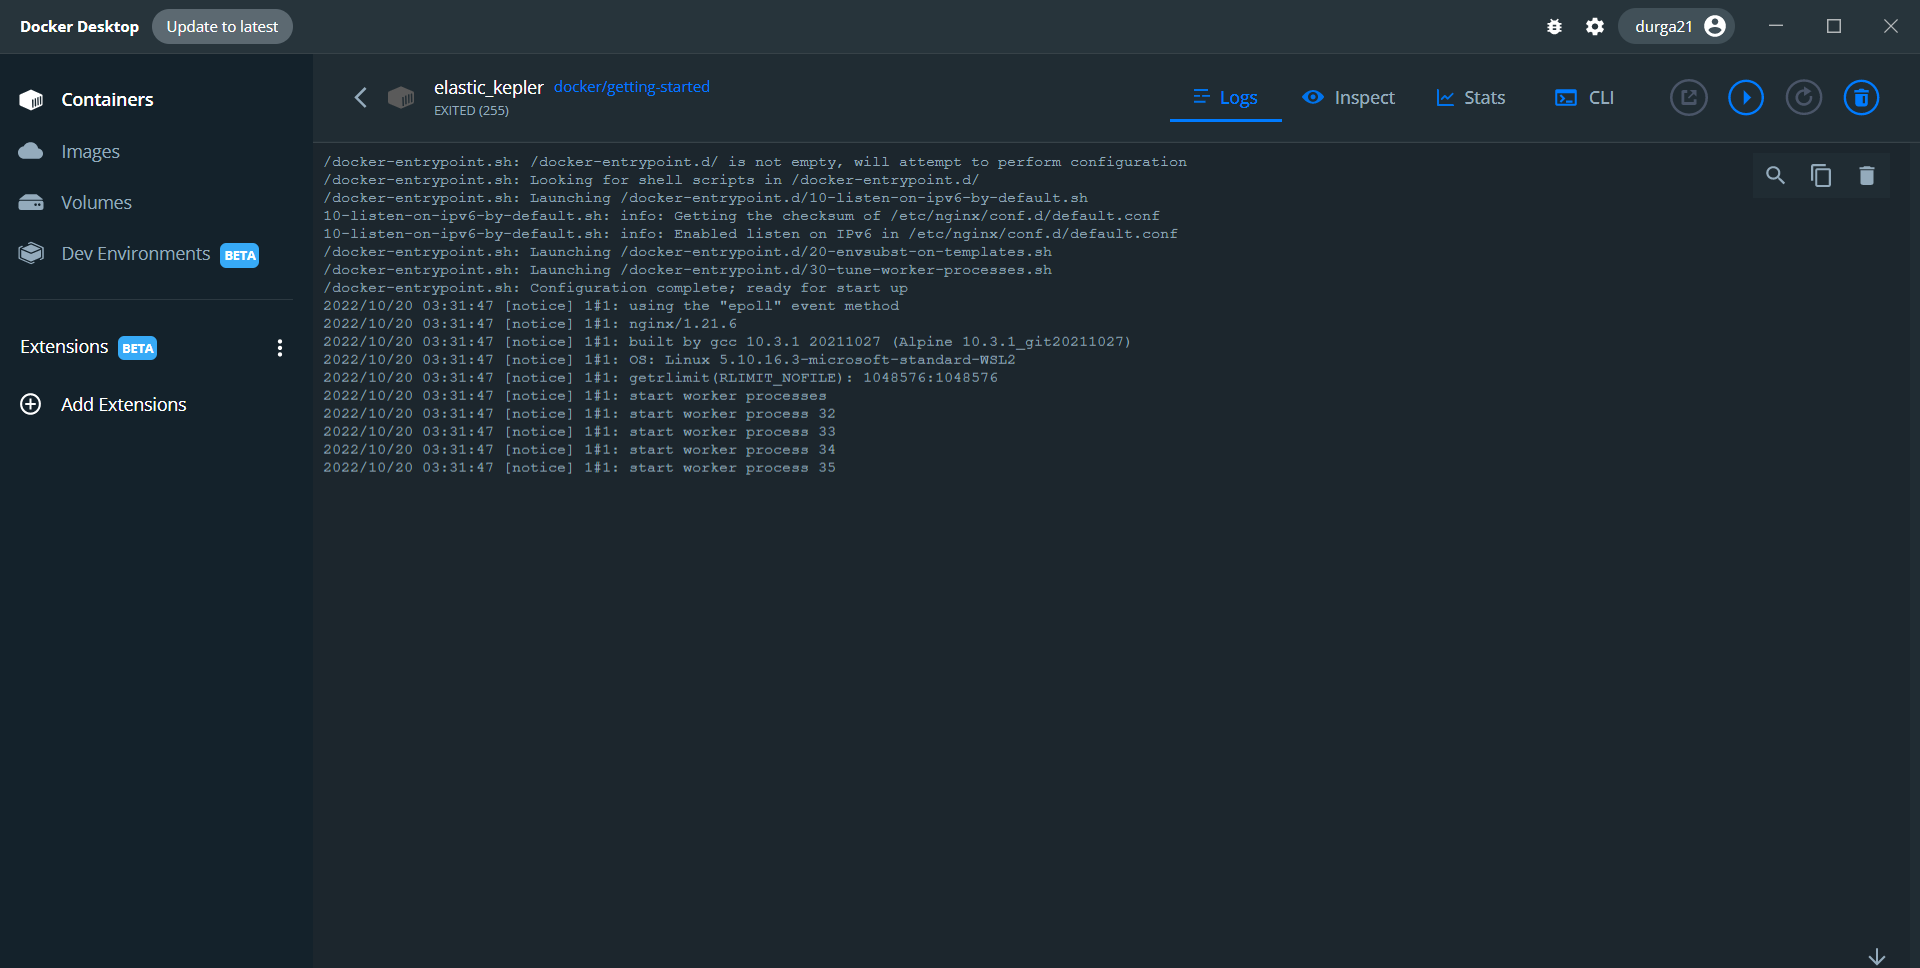 Docker Desktop Update to latest durga21
Containers
Images
Volumes
Dev Environments BETA
Extensions BETA
Add Extensions
elastic_kepler docker/getting-started
EXITED (255)
Logs Inspect Stats CLI
/docker-entrypoint.sh: /docker-entrypoint.d/ is not empty, will attempt to perform configuration
/docker-entrypoint.sh: Looking for shell scripts in /docker-entrypoint.d/
/docker-entrypoint.sh: Launching /docker-entrypoint.d/10-listen-on-ipv6-by-default.sh
10-listen-on-ipv6-by-default.sh: info: Getting the checksum of /etc/nginx/conf.d/default.conf
10-listen-on-ipv6-by-default.sh: info: Enabled listen on IPv6 in /etc/nginx/conf.d/default.conf
/docker-entrypoint.sh: Launching /docker-entrypoint.d/20-envsubst-on-templates.sh
/docker-entrypoint.sh: Launching /docker-entrypoint.d/30-tune-worker-processes.sh
/docker-entrypoint.sh: Configuration complete; ready for start up
2022/10/20 03:31:47 [notice] 1#1: using the "epoll" event method
2022/10/20 03:31:47 [notice] 1#1: nginx/1.21.6
2022/10/20 03:31:47 [notice] 1#1: built by gcc 10.3.1 20211027 (Alpine 10.3.1_git20211027)
2022/10/20 03:31:47 [notice] 1#1: OS: Linux 5.10.16.3-microsoft-standard-WSL2
2022/10/20 03:31:47 [notice] 1#1: getrlimit(RLIMIT_NOFILE): 1048576:1048576
2022/10/20 03:31:47 [notice] 1#1: start worker processes
2022/10/20 03:31:47 [notice] 1#1: start worker process 32
2022/10/20 03:31:47 [notice] 1#1: start worker process 33
2022/10/20 03:31:47 [notice] 1#1: start worker process 34
2022/10/20 03:31:47 [notice] 1#1: start worker process 35